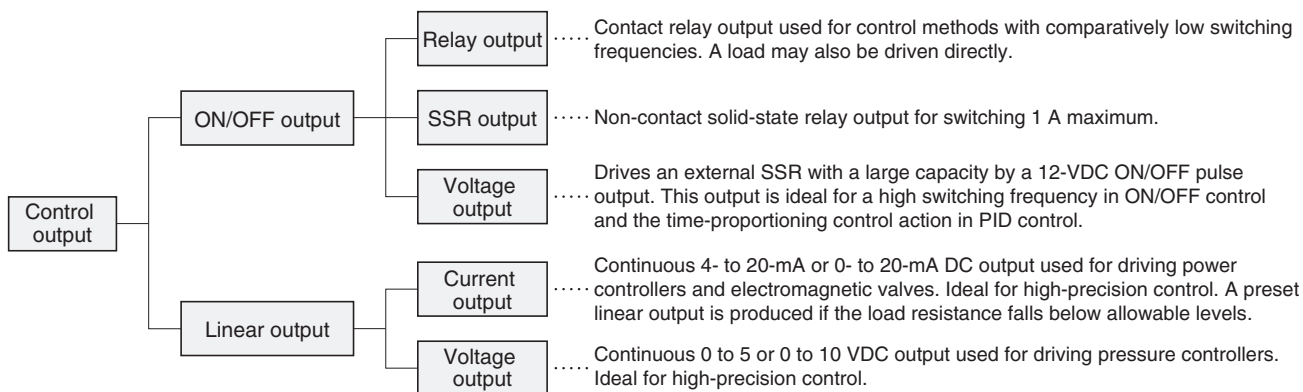 Control
output
ON/OFF output
Relay output
Contact relay output used for control methods with comparatively low switching
frequencies. A load may also be driven directly.
SSR output
Non-contact solid-state relay output for switching 1 A maximum.
Voltage
output
Drives an external SSR with a large capacity by a 12-VDC ON/OFF pulse
output. This output is ideal for a high switching frequency in ON/OFF control
and the time-proportioning control action in PID control.
Linear output
Current
output
Continuous 4- to 20-mA or 0- to 20-mA DC output used for driving power
controllers and electromagnetic valves. Ideal for high-precision control. A preset
linear output is produced if the load resistance falls below allowable levels.
Voltage
output
Continuous 0 to 5 or 0 to 10 VDC output used for driving pressure controllers.
Ideal for high-precision control.